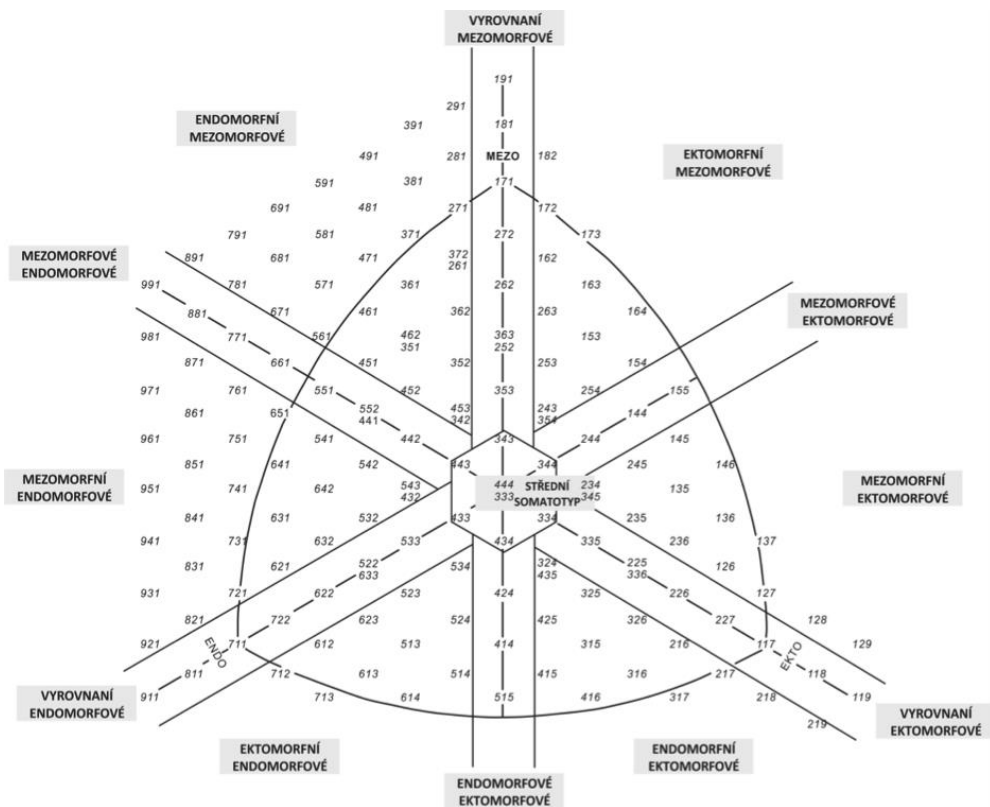 VYROVNANÍ
MEZOMORFOVÉ
191
291
ENDOMORFNÍ
MEZOMORFOVÉ
391 181
491 281 MEZO 182
EKTOMORFNÍ
MEZOMORFOVÉ
591 381 171
691 481 271 172
791 581 371 272 173
MEZOMORFOVÉ
ENDOMORFOVÉ
891 681 471 372 162
261
991 781 571 361 262 163
MEZOMORFOVÉ
EKTOMORFOVÉ
881 671 461 362 263 164
981 771 561 462 363 153
351 252
871 661 451 352 253 154
971 761 551 452 353 254 155
861 651 552 453 243 144
441 342 354
961 751 541 442 343 244 145
851 641 542 443 344 245 146
MEZOMORFNÍ
ENDOMORFOVÉ
951 741 642 543 444 STŘEDNÍ 234 135
432 333 SOMATOTYP 345
MEZOMORFNÍ
EKTOMORFOVÉ
841 631 532 433 334 235 136
941 731 632 533 434 335 236 137
831 621 522 534 324 225 126
633 435 336
931 721 622 523 424 325 226 127
821 722 623 524 425 326 227 128
921 711 612 513 414 315 216 117 129
ENDO
EKTO
811 712 613 514 415 316 217 118
911 713 614 515 416 317 218 119
219
VYROVNANÍ
ENDOMORFOVÉ
VYROVNANÍ
EKTOMORFOVÉ
EKTOMORFNÍ
ENDOMORFOVÉ
ENDOMORFNÍ
EKTOMORFOVÉ
ENDOMORFOVÉ
EKTOMORFOVÉ